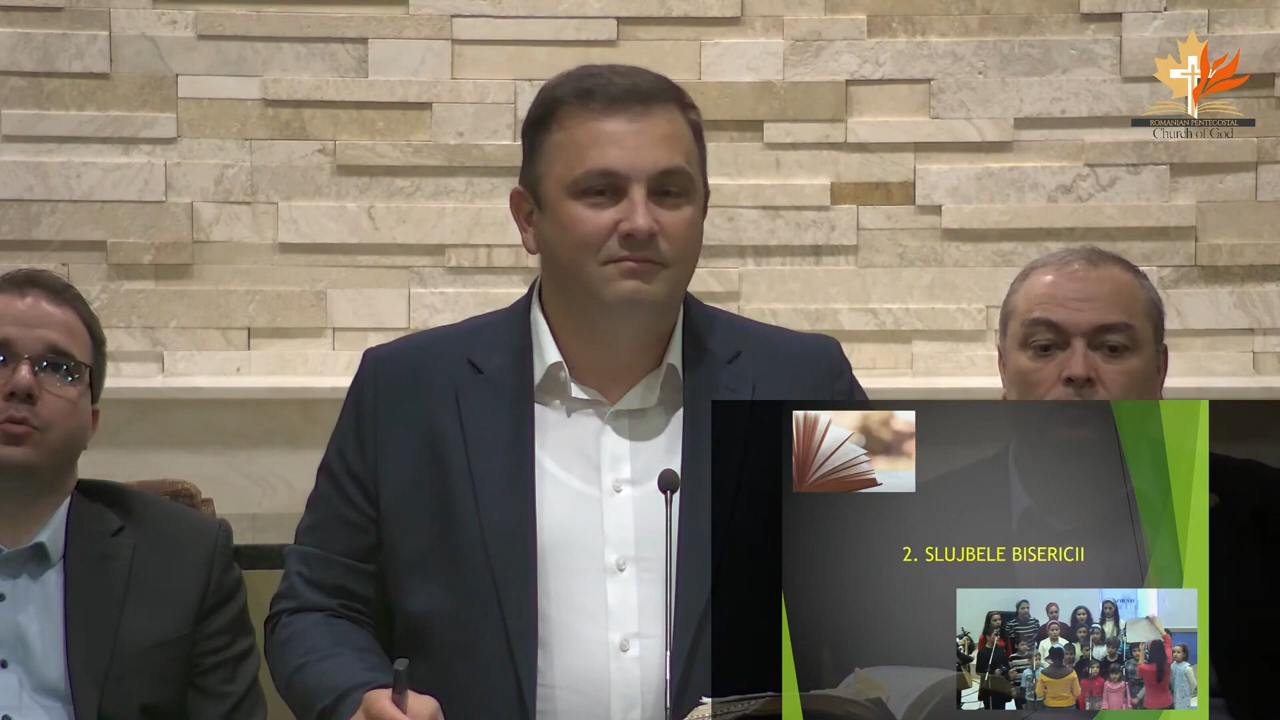 ROMANIAN PENTECOSTAL
Church of God
2. SLUJBELE BISERICII